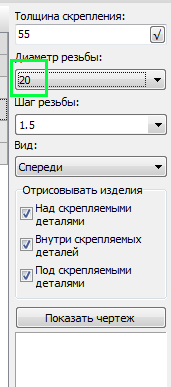 Толщина скрепления:
55
Диаметр резьбы:
20
Шаг резьбы:
1.5
Вид:
Спереди
Отрисовывать изделия
Над скрепляемыми
деталями
Внутри скрепляемых
деталей
Под скрепляемыми
деталями
Показать чертеж